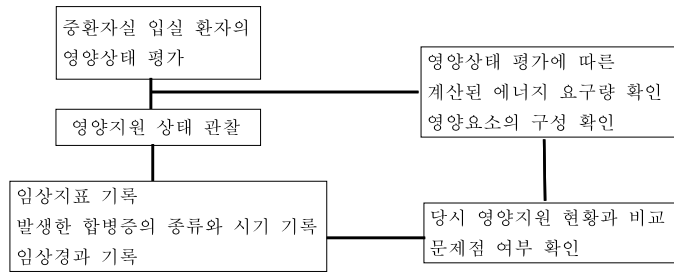 중환자실 입실 환자의
영양상태 평가
영양상태 평가에 따른
계산된 에너지 요구량 확인
영양요소의 구성 확인
영양지원 상태 관찰
임상지표 기록
발생한 합병증의 종류와 시기 기록
임상경과 기록
당시 영양지원 현황과 비교
문제점 여부 확인